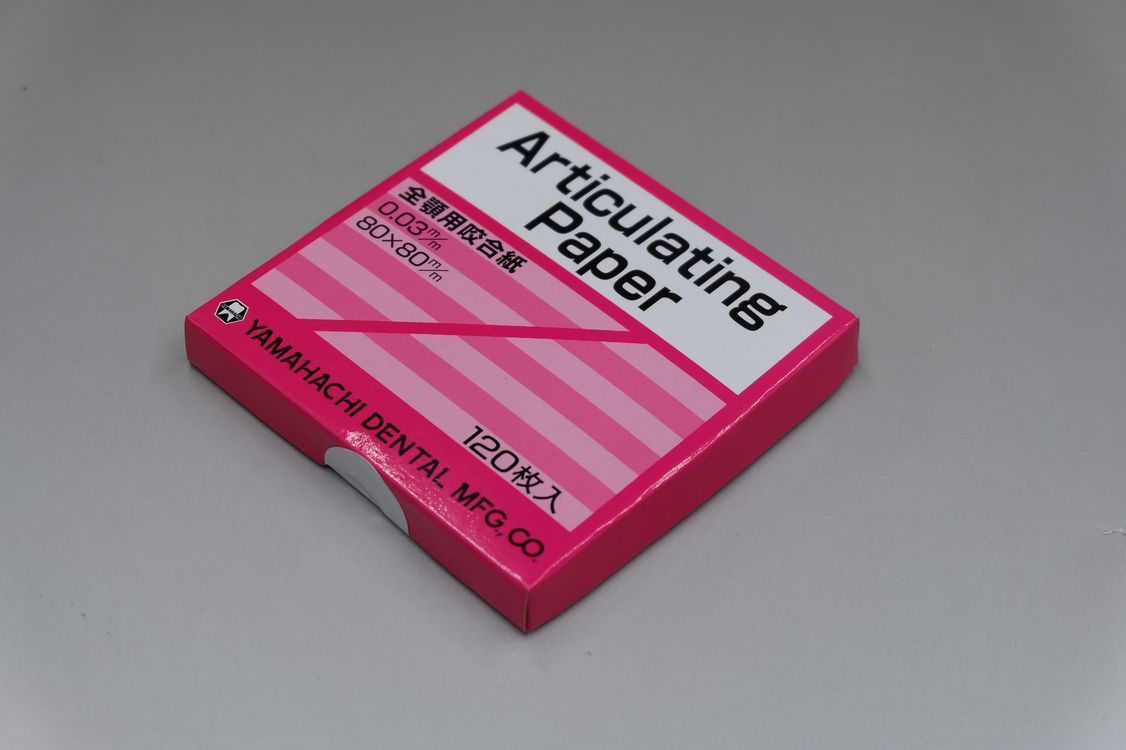 Articulating
Paper
全顎用咬合紙
0.03m/m
80×80m/m
120枚入
YAMAHACHI DENTAL MFG., CO.